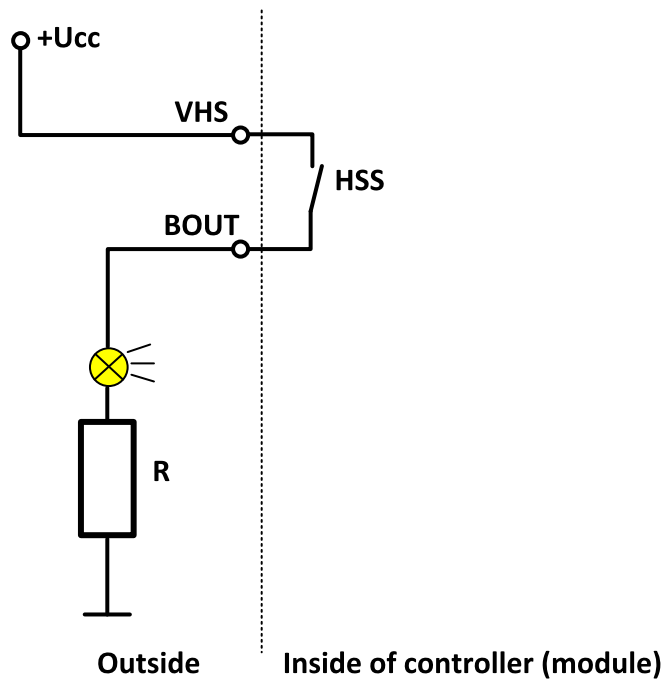 +Ucc
VHS
HSS
BOUT
R
Outside
Inside of controller (module)